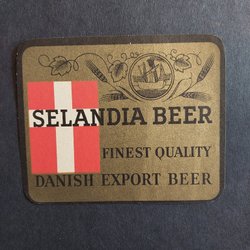 SELANDIA BEER
FINEST QUALITY
DANISH EXPORT BEER